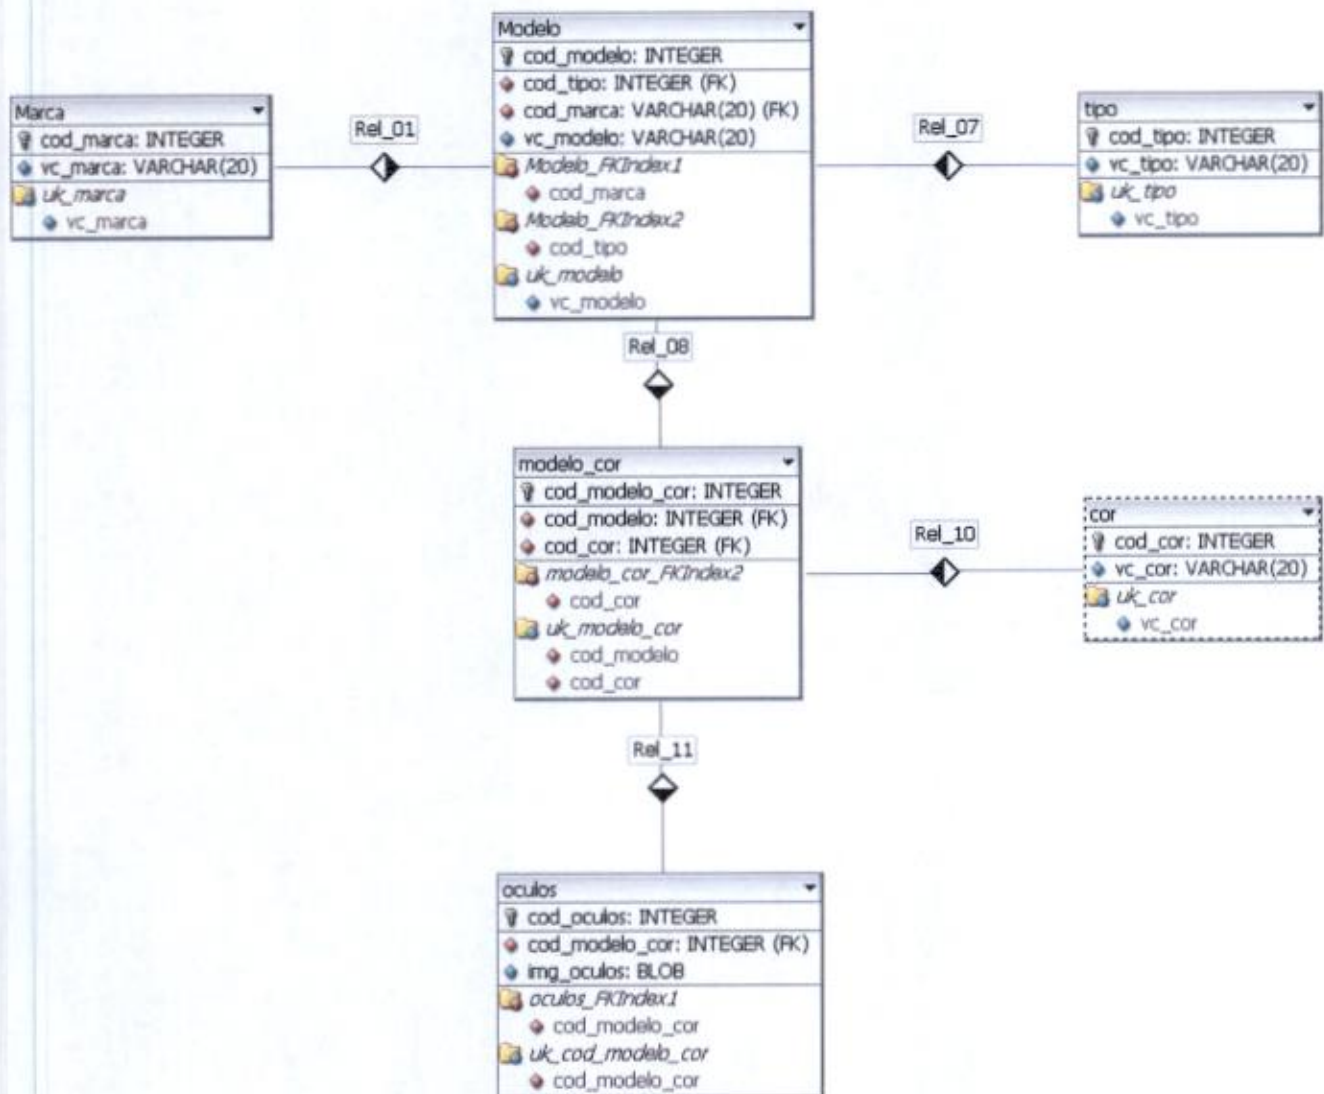 Modelo
cod_modelo: INTEGER
cod_tipo: INTEGER (FK)
cod_marca: VARCHAR(20) (FK)
vc_modelo: VARCHAR(20)
Modelo_FKIndex1
cod_marca
Modelo_FKIndex2
cod_tipo
uk_modelo
vc_modelo
Marca
cod_marca: INTEGER
vc_marca: VARCHAR(20)
uk_marca
vc_marca
Rel_01
Rel_07
tipo
cod_tipo: INTEGER
vc_tipo: VARCHAR(20)
uk_tipo
vc_tipo
Rel_08
modelo_cor
cod_modelo_cor: INTEGER
cod_modelo: INTEGER (FK)
cod_cor: INTEGER (FK)
modelo_cor_FKIndex2
cod_cor
uk_modelo_cor
cod_modelo
cod_cor
Rel_10
cor
cod_cor: INTEGER
vc_cor: VARCHAR(20)
uk_cor
vc_cor
Rel_11
oculos
cod_oculos: INTEGER
cod_modelo_cor: INTEGER (FK)
img_oculos: BLOB
oculos_FKIndex1
cod_modelo_cor
uk_cod_modelo_cor
cod_modelo_cor